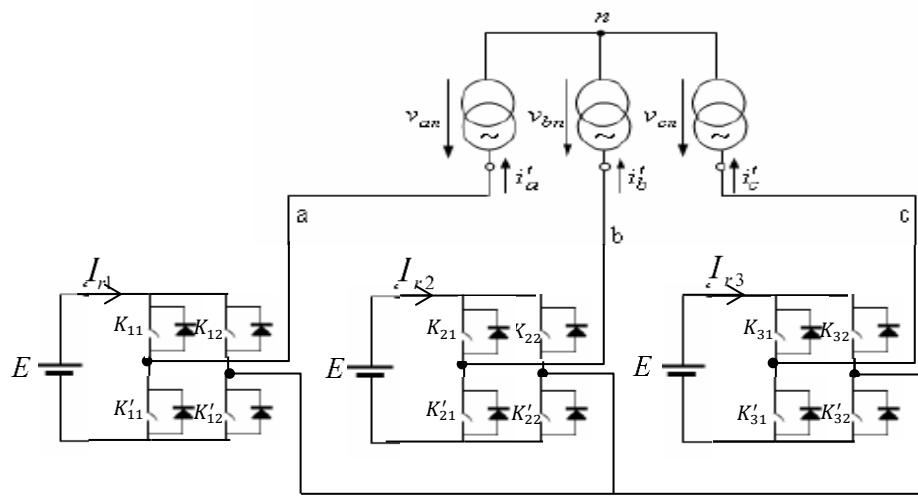 n
v_an v_bn v_cn
~ ~ ~
i'_a i'_b i'_c
a b c
I_r1 I_r2 I_r3
K_11 K_12 K_21 K_22 K_31 K_32
E E E
K'_11 K'_12 K'_21 K'_22 K'_31 K'_32